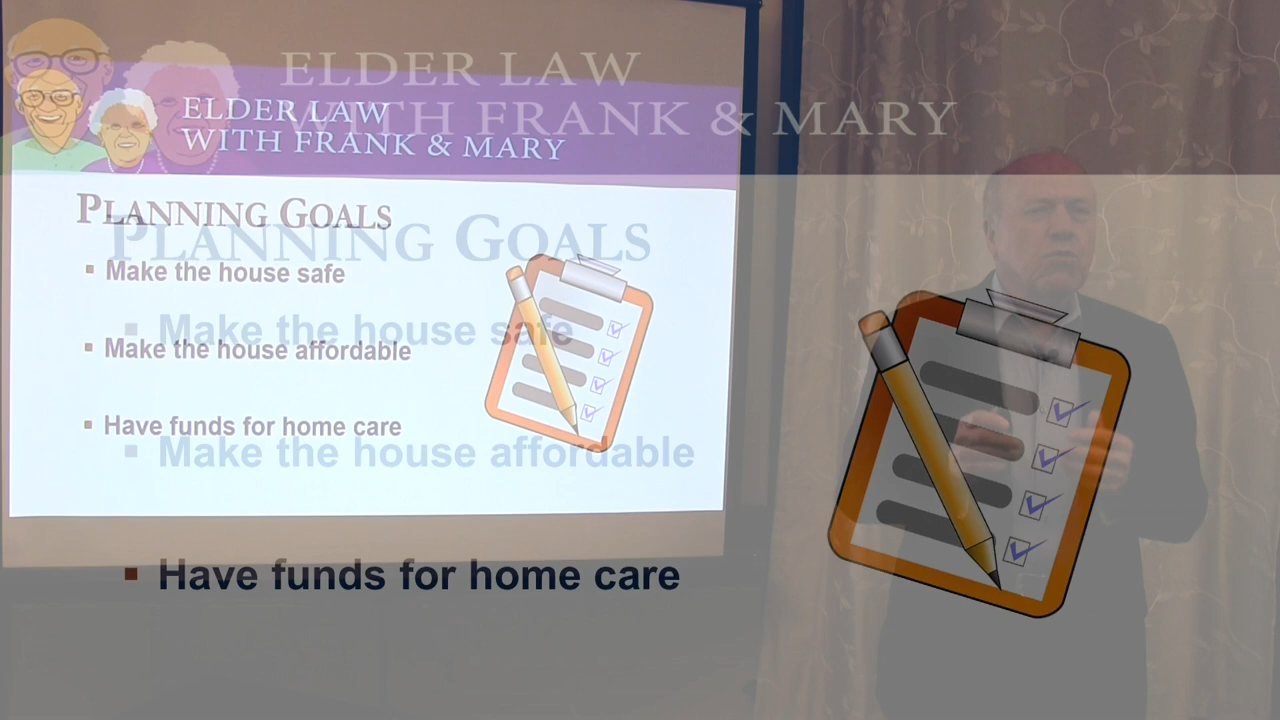 ELDER LAW
WITH FRANK & MARY
PLANNING GOALS
▪ Make the house safe
▪ Make the house affordable
▪ Have funds for home care
ELDER LAW
WITH FRANK & MARY
PLANNING GOALS
▪ Make the house safe
▪ Make the house affordable
▪ Have funds for home care